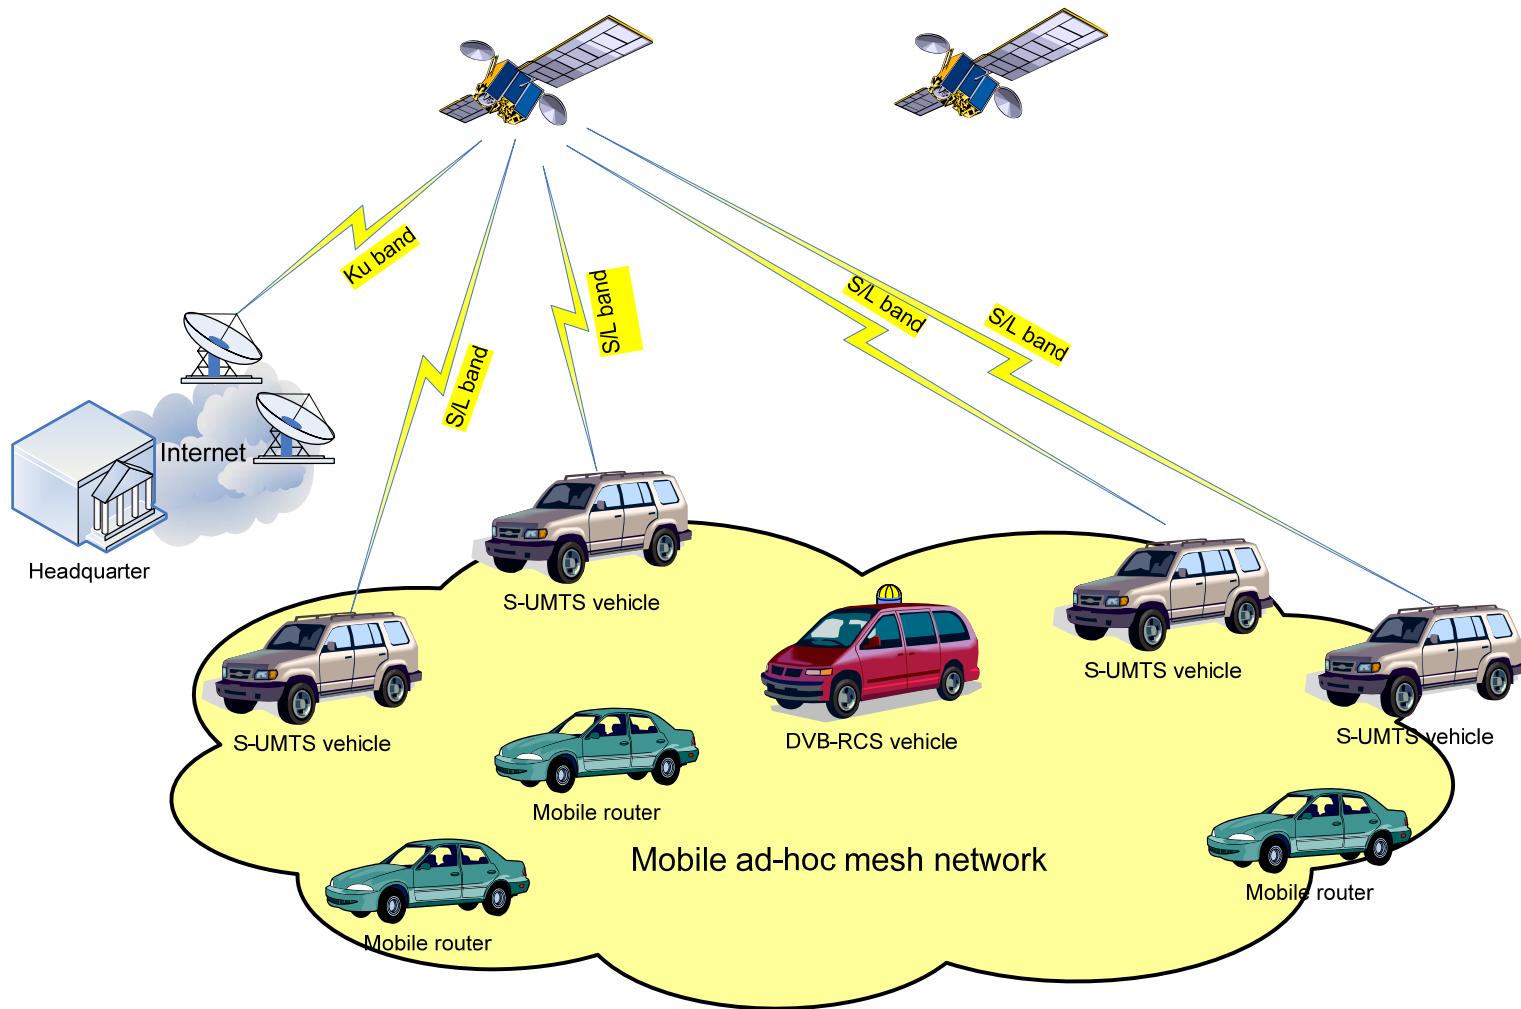 Ku band
S/L band
S/L band
S/L band
S/L band
Internet
Headquarter
S-UMTS vehicle
S-UMTS vehicle
S-UMTS vehicle
S-UMTS vehicle
DVB-RCS vehicle
Mobile router
Mobile ad-hoc mesh network
Mobile router
Mobile router